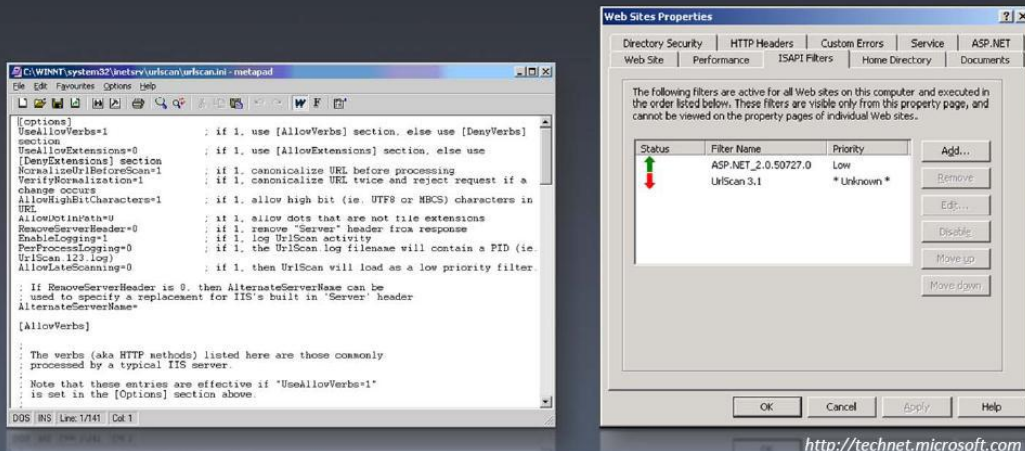 C:\WINNT\system32\inetsrv\urlscan\urlscan.ini - metapad
File Edit Favourites Options Help
[options]
UseAllowVerbs=1 ; if 1, use [AllowVerbs] section, else use [DenyVerbs]
section
UseAllowExtensions=0 ; if 1, use [AllowExtensions] section, else use
[DenyExtensions] section
NormalizeUrlBeforeScan=1 ; if 1, canonicalize URL before processing
VerifyNormalization=1 ; if 1, canonicalize URL twice and reject request if a
change occurs
AllowHighBitCharacters=1 ; if 1, allow high bit (ie. UTF8 or MBCS) characters in
URL
AllowDotInPath=0 ; if 1, allow dots that are not file extensions
RemoveServerHeader=0 ; if 1, remove "Server" header from response
EnableLogging=1 ; if 1, log UrlScan activity
PerProcessLogging=0 ; if 1, the UrlScan.log filename will contain a PID (ie.
UrlScan.123.log)
AllowLateScanning=0 ; if 1, then UrlScan will load as a low priority filter.
; If RemoveServerHeader is 0, then AlternateServerName can be
; used to specify a replacement for IIS's built in 'Server' header
AlternateServerName=
[AllowVerbs]
;
; The verbs (aka HTTP methods) listed here are those commonly
; processed by a typical IIS server.
;
; Note that these entries are effective if "UseAllowVerbs=1"
; is set in the [Options] section above.
;
DOS INS Line: 1/141 Col: 1
Web Sites Properties
Directory Security HTTP Headers Custom Errors Service ASP.NET
Web Site Performance ISAPI Filters Home Directory Documents
The following filters are active for all Web sites on this computer and executed in
the order listed below. These filters are visible only from this property page, and
cannot be viewed on the property pages of individual Web sites.
Status Filter Name Priority
ASP.NET_2.0.50727.0 Low
UrlScan 3.1 * Unknown *
Add...
Remove
Edit...
Disable
Move up
Move down
OK Cancel Apply Help
http://technet.microsoft.com